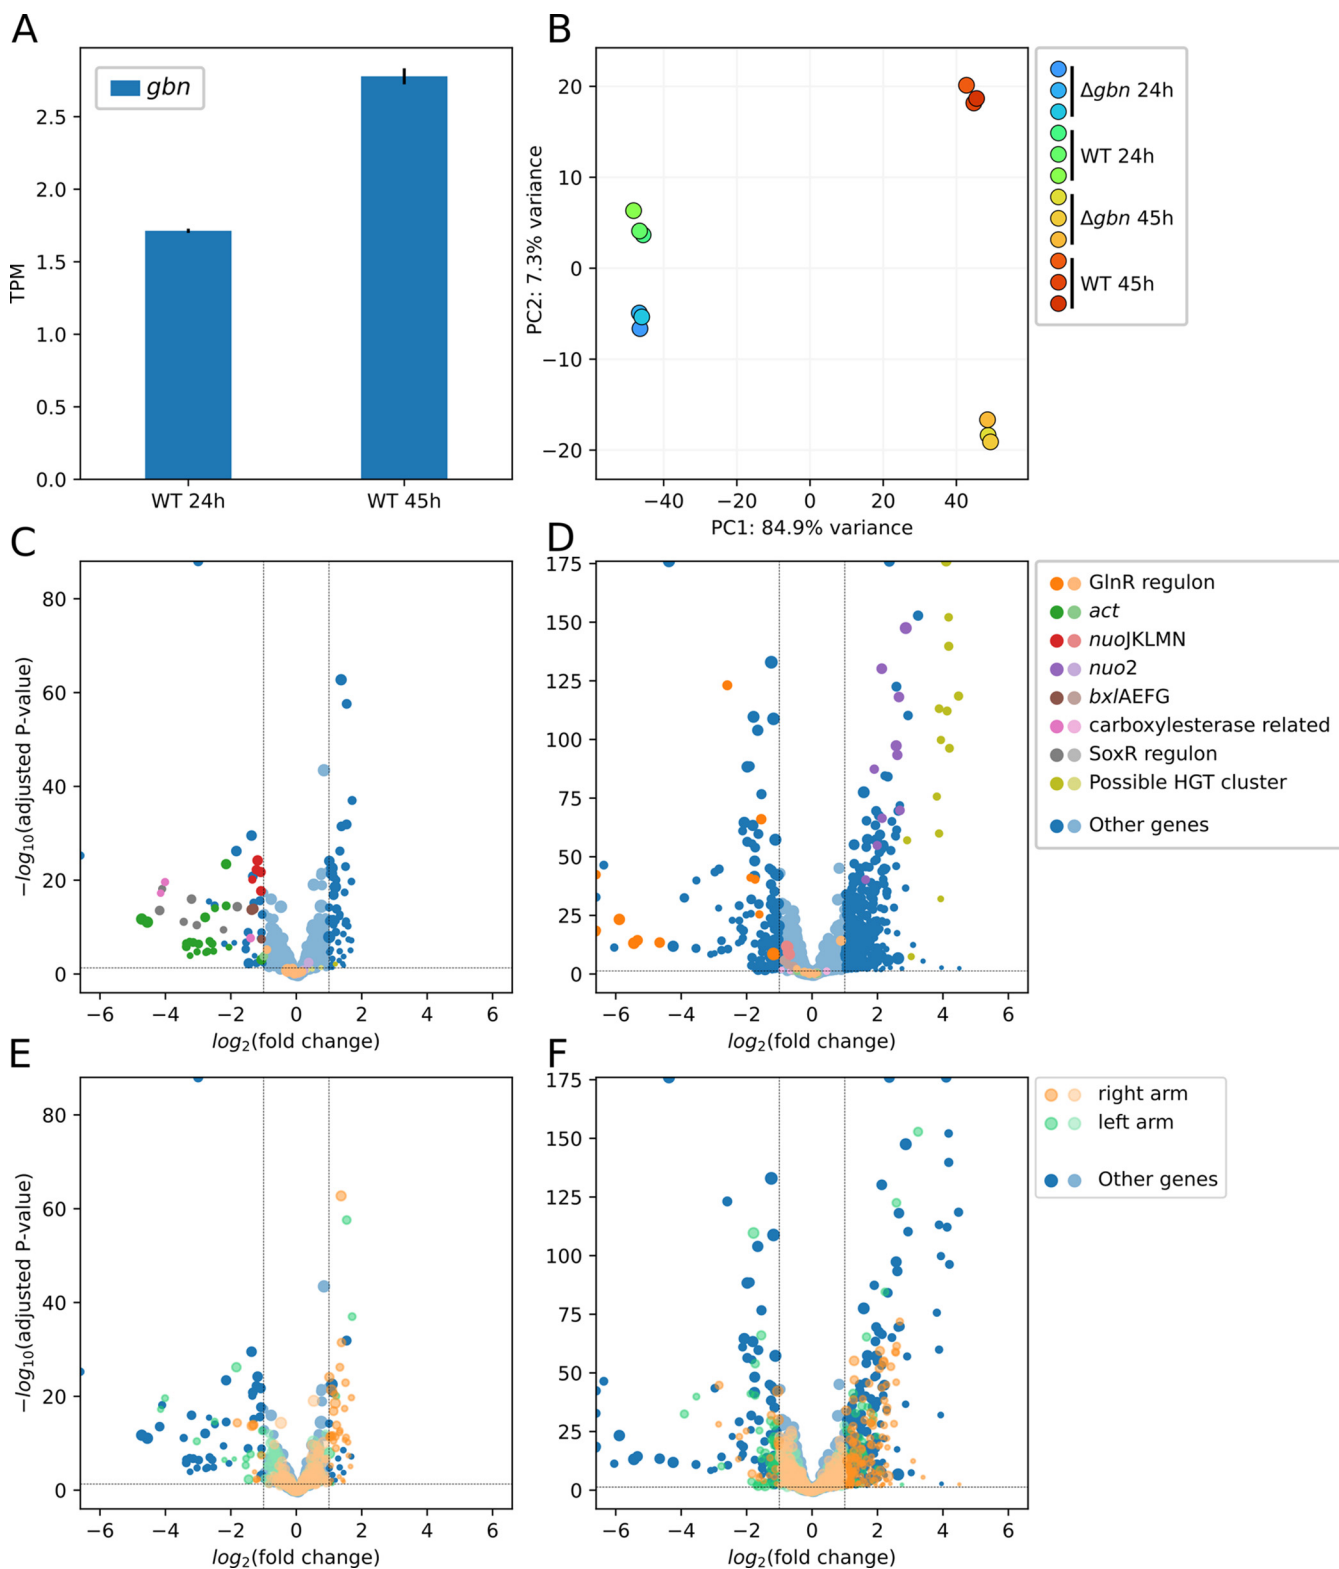 A
gbn
2.5
2.0
1.5
1.0
0.5
0.0
TPM
WT 24h
WT 45h
B
20
10
0
−10
−20
PC2: 7.3% variance
−40
−20
0
20
40
PC1: 84.9% variance
Δgbn 24h
WT 24h
Δgbn 45h
WT 45h
C
80
60
40
20
0
−log10(adjusted P-value)
−6
−4
−2
0
2
4
6
log2(fold change)
D
175
150
125
100
75
50
25
0
−6
−4
−2
0
2
4
6
log2(fold change)
GlnR regulon
act
nuoJKLMN
nuo2
bxlAEFG
carboxylesterase related
SoxR regulon
Possible HGT cluster
Other genes
E
80
60
40
20
0
−log10(adjusted P-value)
−6
−4
−2
0
2
4
6
log2(fold change)
F
175
150
125
100
75
50
25
0
−6
−4
−2
0
2
4
6
log2(fold change)
right arm
left arm
Other genes